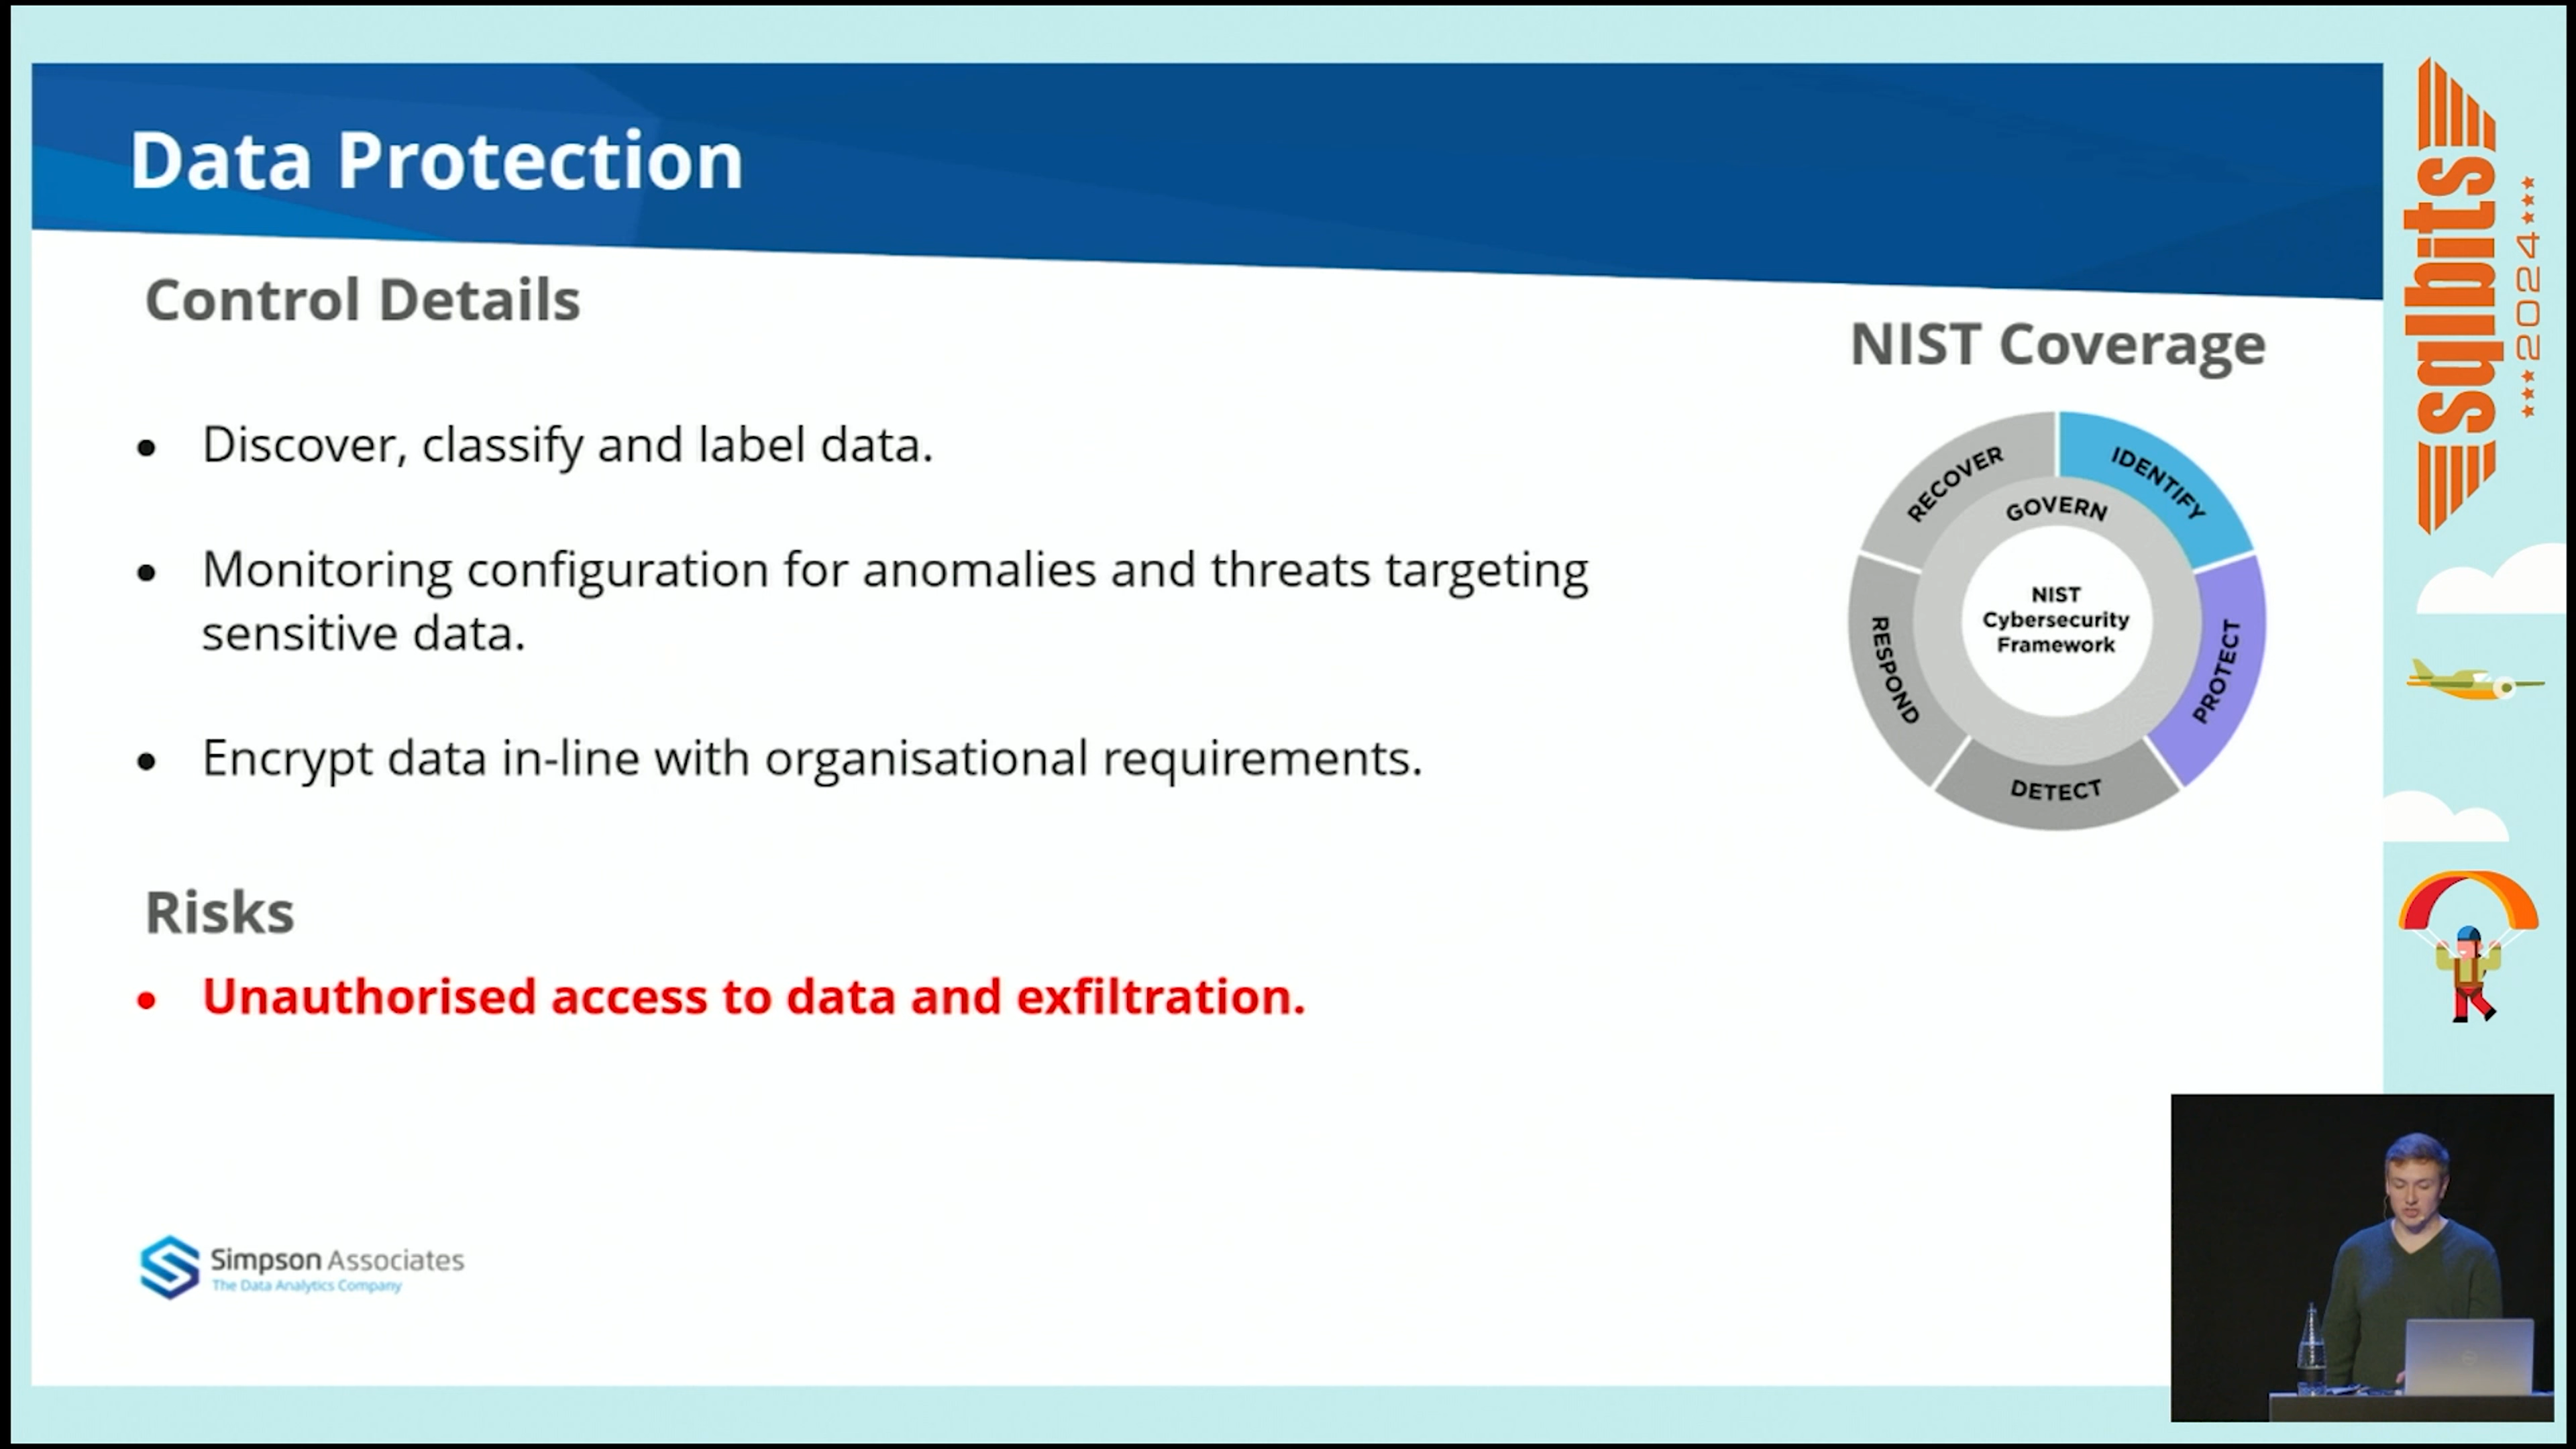 Data Protection
Control Details
Discover, classify and label data.
Monitoring configuration for anomalies and threats targeting
sensitive data.
Encrypt data in-line with organisational requirements.
Risks
Unauthorised access to data and exfiltration.
Simpson Associates
The Data Analytics Company
NIST Coverage
IDENTIFY
PROTECT
DETECT
RESPOND
RECOVER
GOVERN
NIST
Cybersecurity
Framework
sqlbits
2024